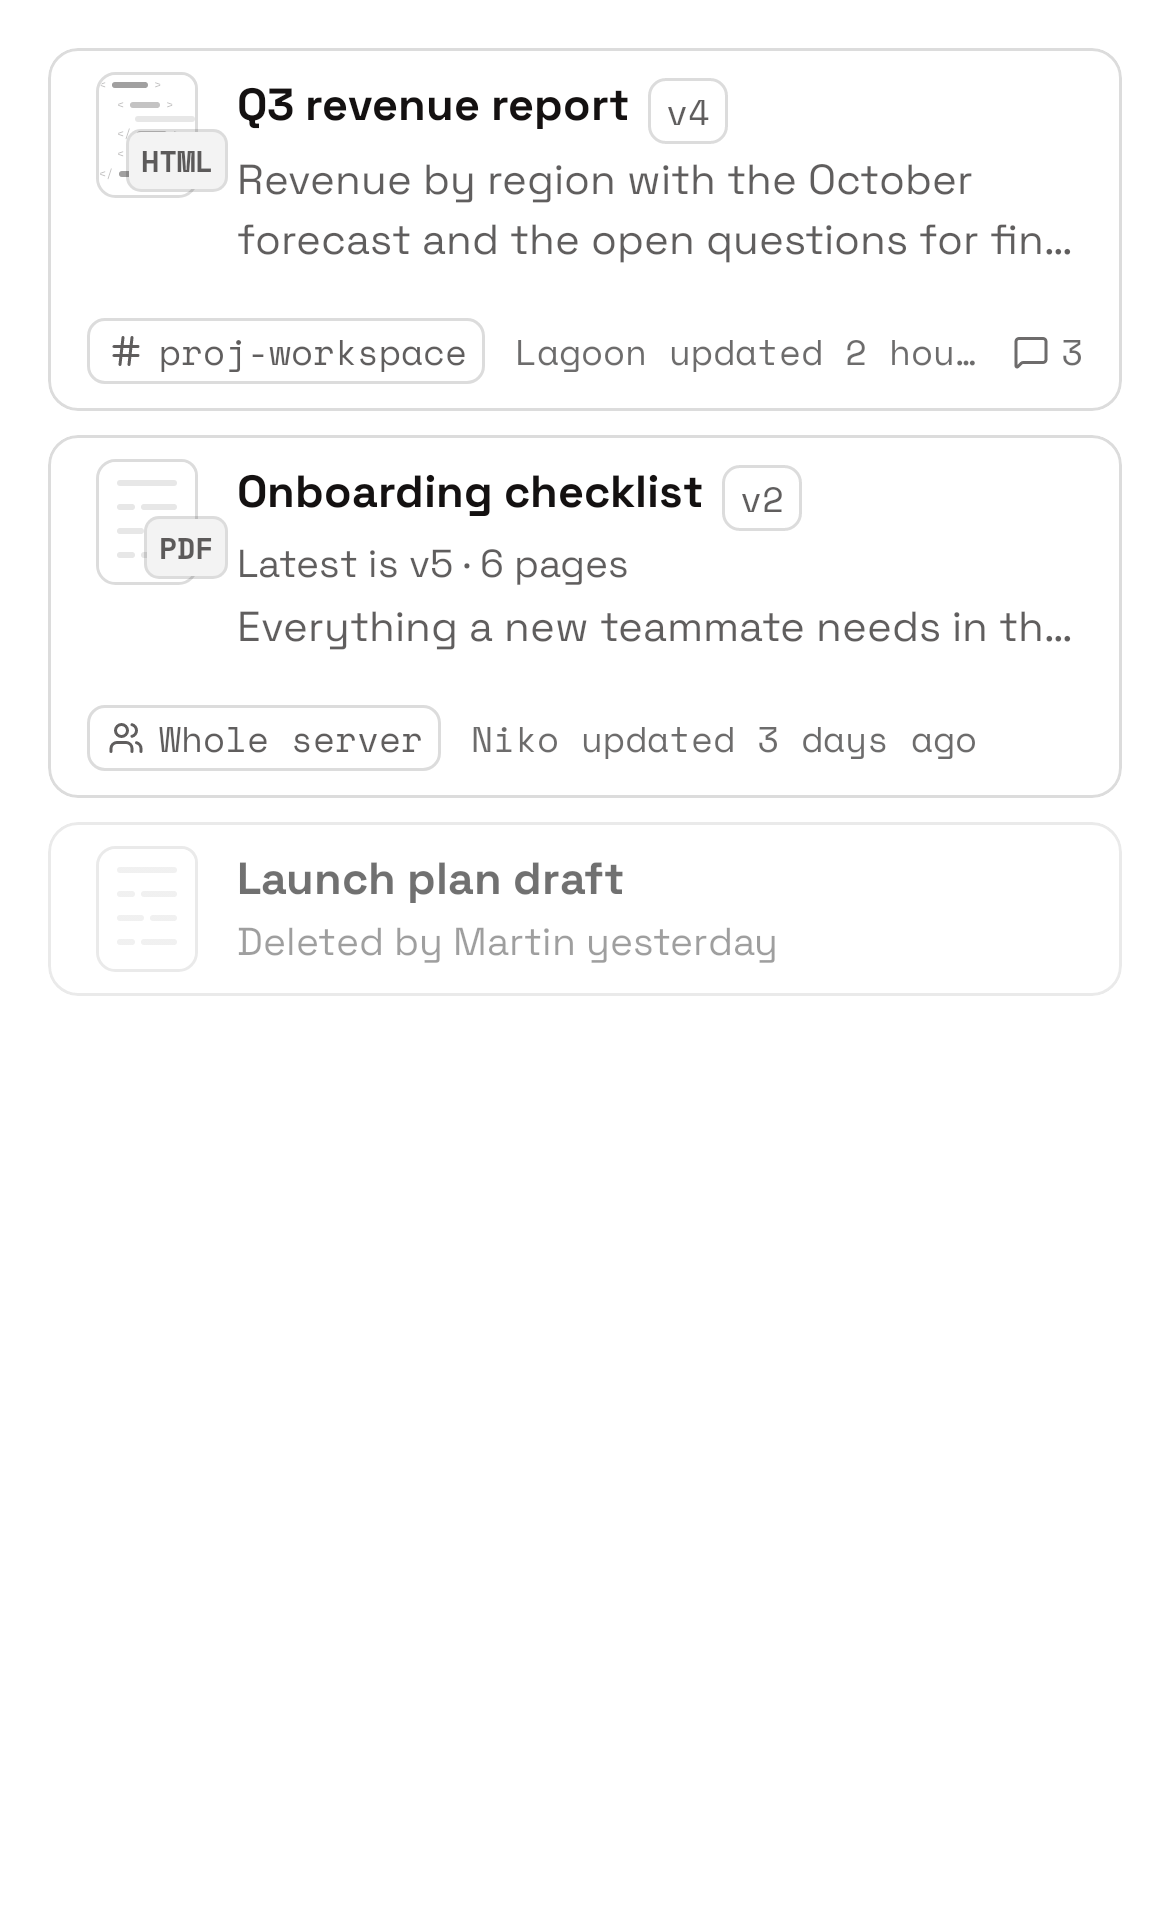 Q3 revenue report v4
HTML
Revenue by region with the October
forecast and the open questions for fin…
# proj-workspace Lagoon updated 2 hou… 3
Onboarding checklist v2
PDF
Latest is v5 · 6 pages
Everything a new teammate needs in th…
Whole server Niko updated 3 days ago
Launch plan draft
Deleted by Martin yesterday